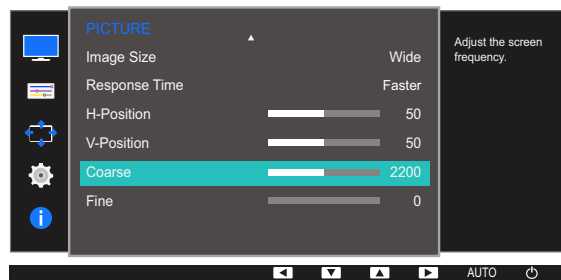 PICTURE
Image Size Wide
Response Time Faster
H-Position 50
V-Position 50
Coarse 2200
Fine 0
Adjust the screen
frequency.
AUTO